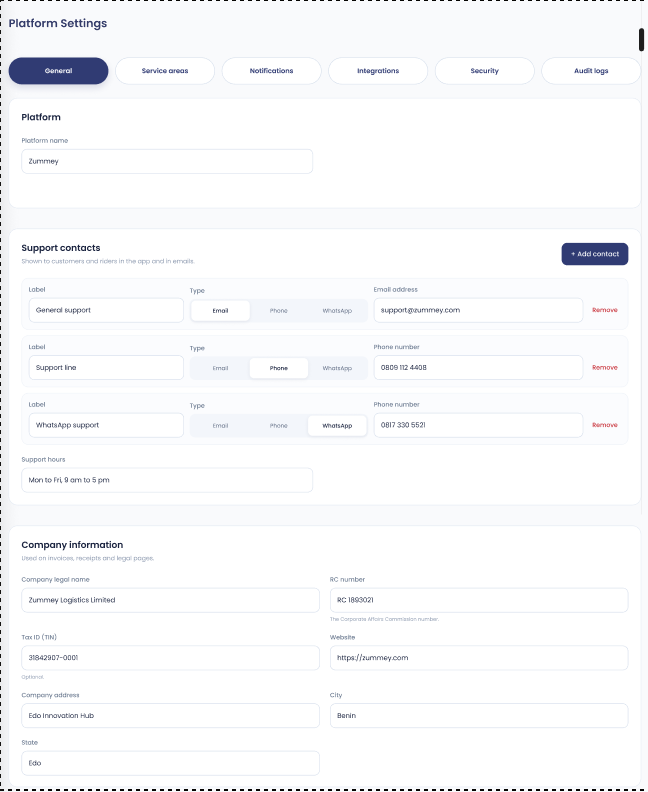 Platform Settings
General Service areas Notifications Integrations Security Audit logs
Platform
Platform name
Zummey
Support contacts
+ Add contact
Shown to customers and riders in the app and in emails.
Label Type Email address
General support Email Phone WhatsApp support@zummey.com Remove
Label Type Phone number
Support line Email Phone WhatsApp 0809 112 4408 Remove
Label Type Phone number
WhatsApp support Email Phone WhatsApp 0817 330 5521 Remove
Support hours
Mon to Fri, 9 am to 5 pm
Company information
Used on invoices, receipts and legal pages.
Company legal name RC number
Zummey Logistics Limited RC 1893021
The Corporate Affairs Commission number.
Tax ID (TIN) Website
31842907-0001 https://zummey.com
Optional
Company address City
Edo Innovation Hub Benin
State
Edo